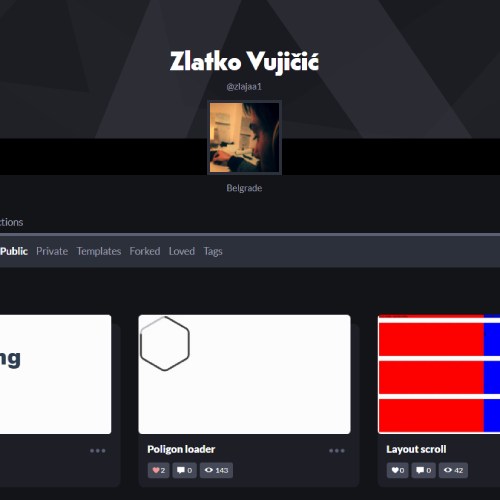 Zlatko Vujičić
@zlajaa1
Belgrade
ctions
Public Private Templates Forked Loved Tags
ng
Poligon loader
2 0 143
Layout scroll
0 0 42